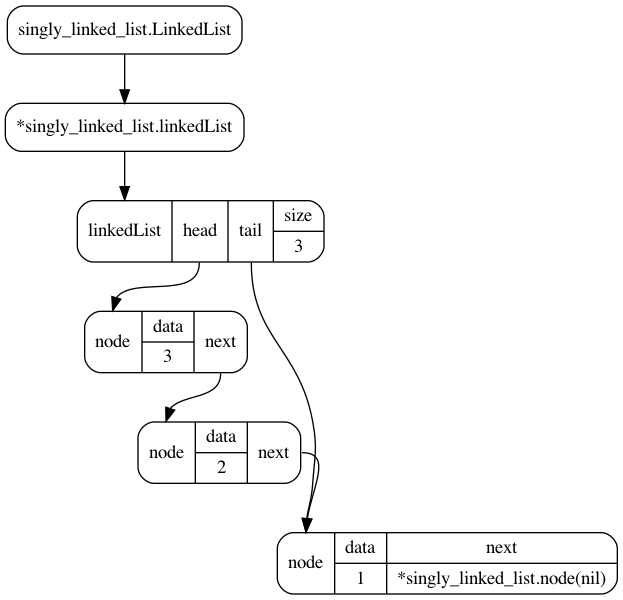 singly_linked_list.LinkedList
*singly_linked_list.linkedList
linkedList head tail size
3
node data next
3
node data next
2
node data next
1 *singly_linked_list.node(nil)